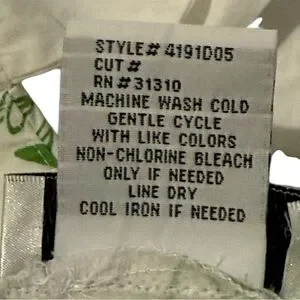 STYLE# 4191D05
CUT#
RN#31310
MACHINE WASH COLD
GENTLE CYCLE
WITH LIKE COLORS
NON-CHLORINE BLEACH
ONLY IF NEEDED
LINE DRY
COOL IRON IF NEEDED